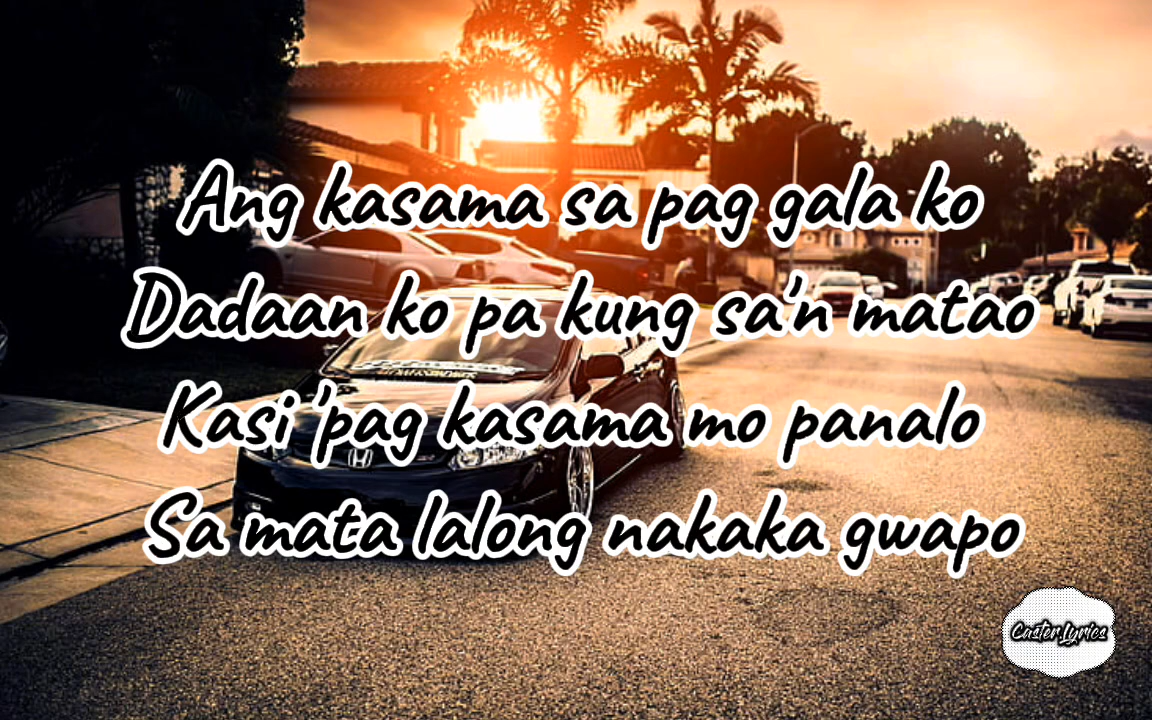 Ang kasama sa pag gala ko
Dadaan ko pa kung sa'n matao
Kasi 'pag kasama mo panalo
Sa mata lalong nakaka gwapo
Caster.Lyrics